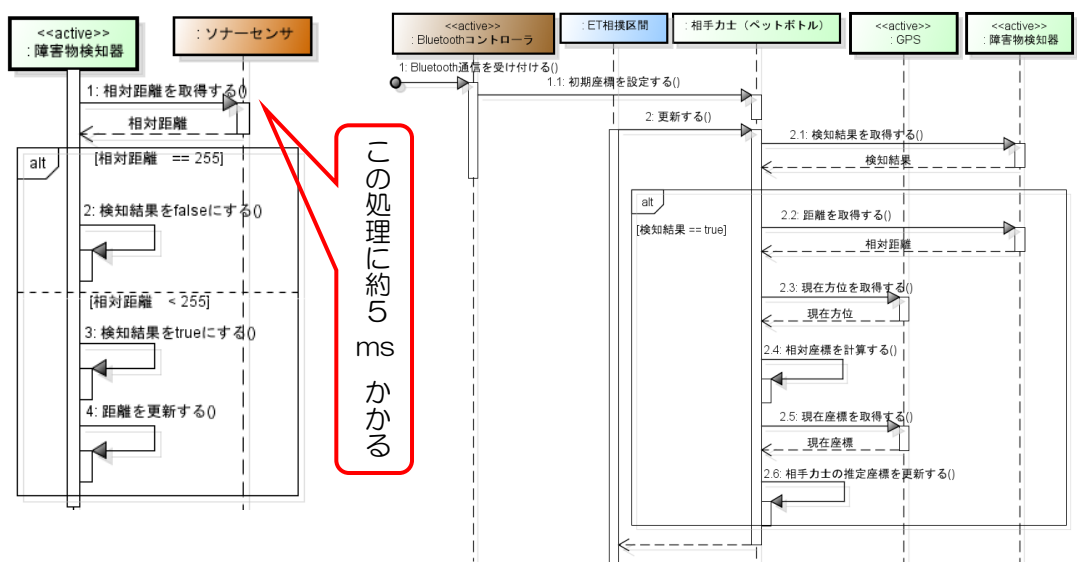 <<active>>
: 障害物検知器
: ソナーセンサ
1: 相対距離を取得する()
相対距離
alt
[相対距離 == 255]
2: 検知結果をfalseにする()
[相対距離 < 255]
3: 検知結果をtrueにする()
4: 距離を更新する()
この処理に約5 ms かかる
<<active>>
: Bluetoothコントローラ
: ET相撲区間
: 相手力士（ペットボトル）
<<active>>
: GPS
<<active>>
: 障害物検知器
1: Bluetooth通信を受け付ける()
1.1: 初期座標を設定する()
2: 更新する()
2.1: 検知結果を取得する()
検知結果
alt
[検知結果 == true]
2.2: 距離を取得する()
相対距離
2.3: 現在方位を取得する()
現在方位
2.4: 相対座標を計算する()
2.5: 現在座標を取得する()
現在座標
2.6: 相手力士の推定座標を更新する()